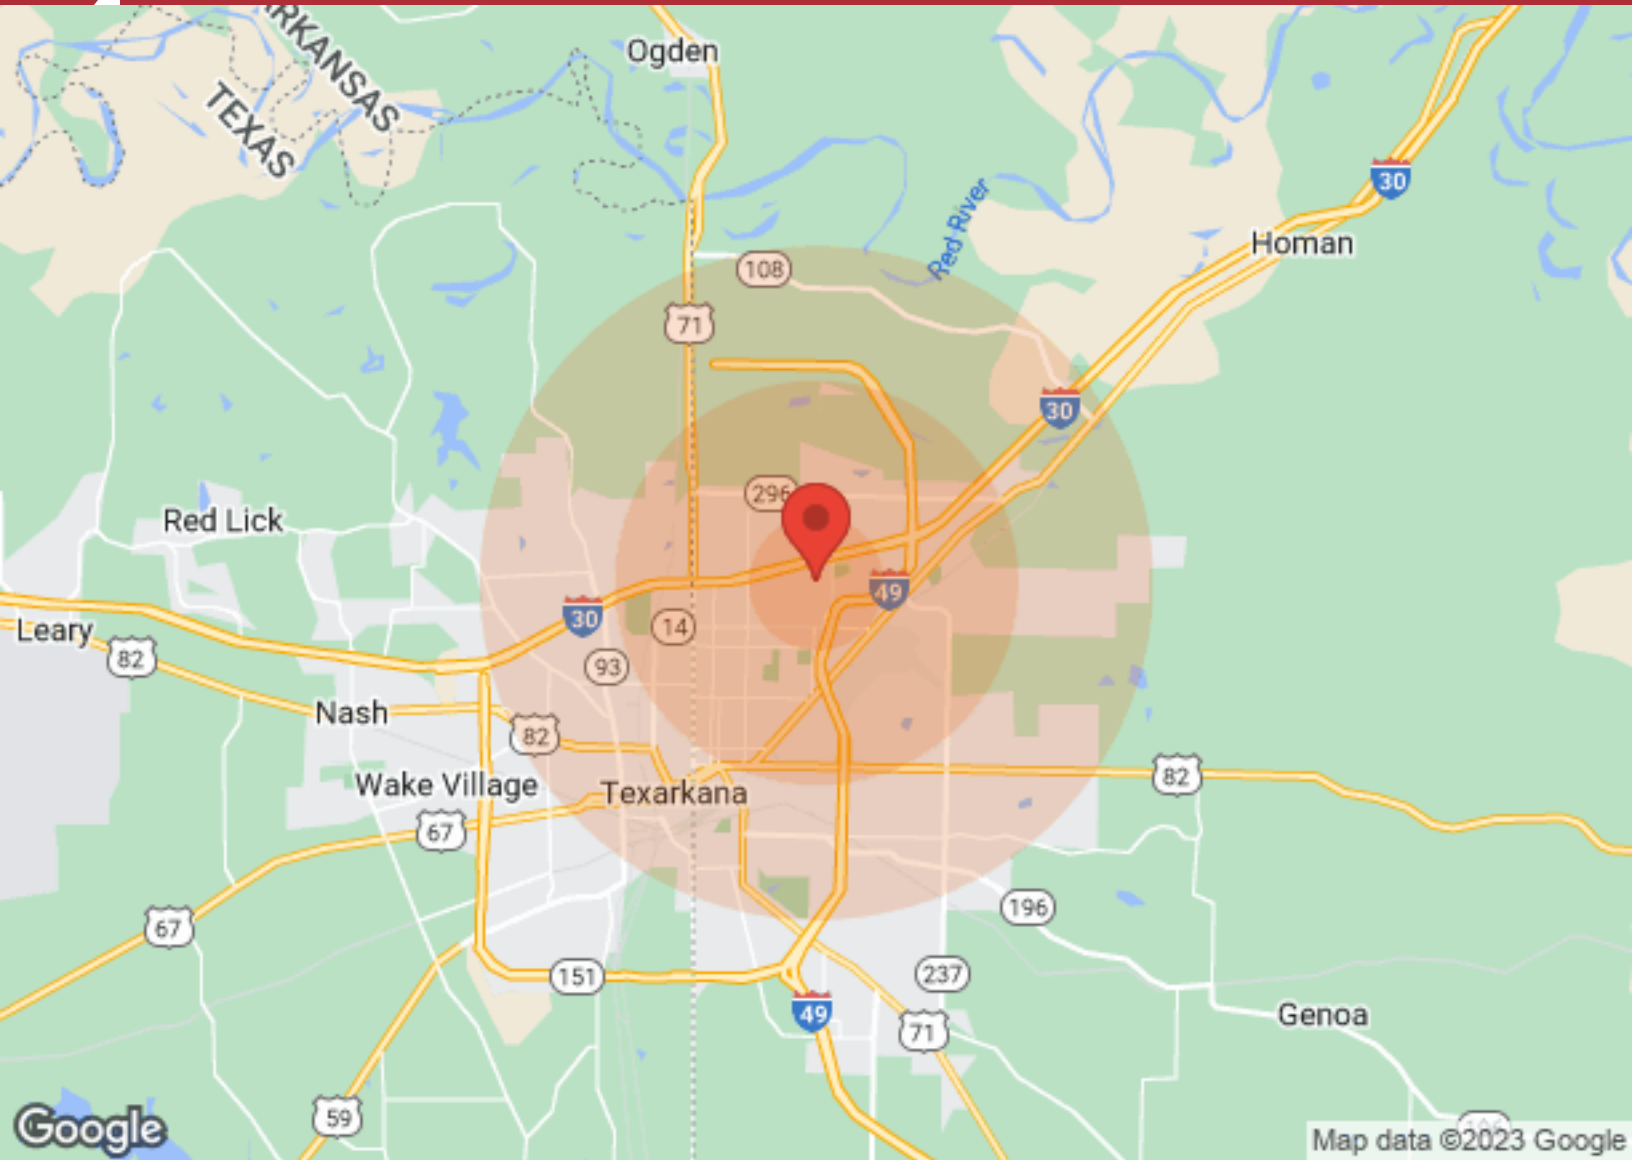 ARKANSAS
TEXAS
Ogden
30
Red River
Homan
108
71
30
296
Red Lick
49
30
14
Leary
82
93
Nash
82
82
Wake Village
Texarkana
67
67
196
151
237
49
71
Genoa
59
Google
196
Map data ©2023 Google